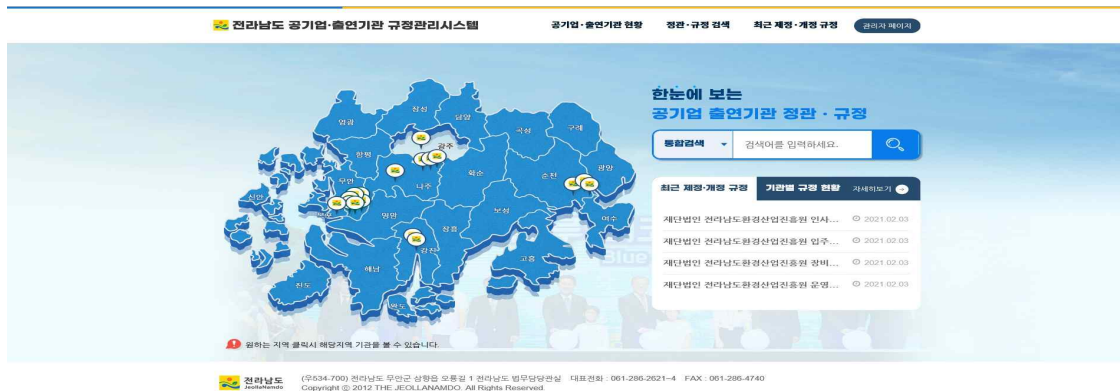 전라남도 공기업·출연기관 규정관리시스템
공기업·출연기관 현황
정관·규정 검색
최근 제정·개정 규정
관리자 페이지
한눈에 보는
공기업 출연기관 정관·규정
통합검색
검색어를 입력하세요.
최근 제정·개정 규정
기관별 규정 현황
자세히보기
재단법인 전라남도환경산업진흥원 인사... 2021.02.03
재단법인 전라남도환경산업진흥원 입주... 2021.02.03
재단법인 전라남도환경산업진흥원 장비... 2021.02.03
재단법인 전라남도환경산업진흥원 운영... 2021.02.03
장성
담양
영광
곡성
구례
함평
광주
무안
나주
화순
순천
광양
신안
영암
보성
여수
장흥
강진
해남
고흥
진도
완도
Blue
원하는 지역 클릭시 해당지역 기관을 볼 수 있습니다.
전라남도
JeollaNamdo
(우534-700) 전라남도 무안군 삼향읍 오룡길 1 전라남도 법무담당관실 대표전화 : 061-286-2621~4 FAX : 061-286-4740
Copyright ⓒ 2012 THE JEOLLANAMDO. All Rights Reserved